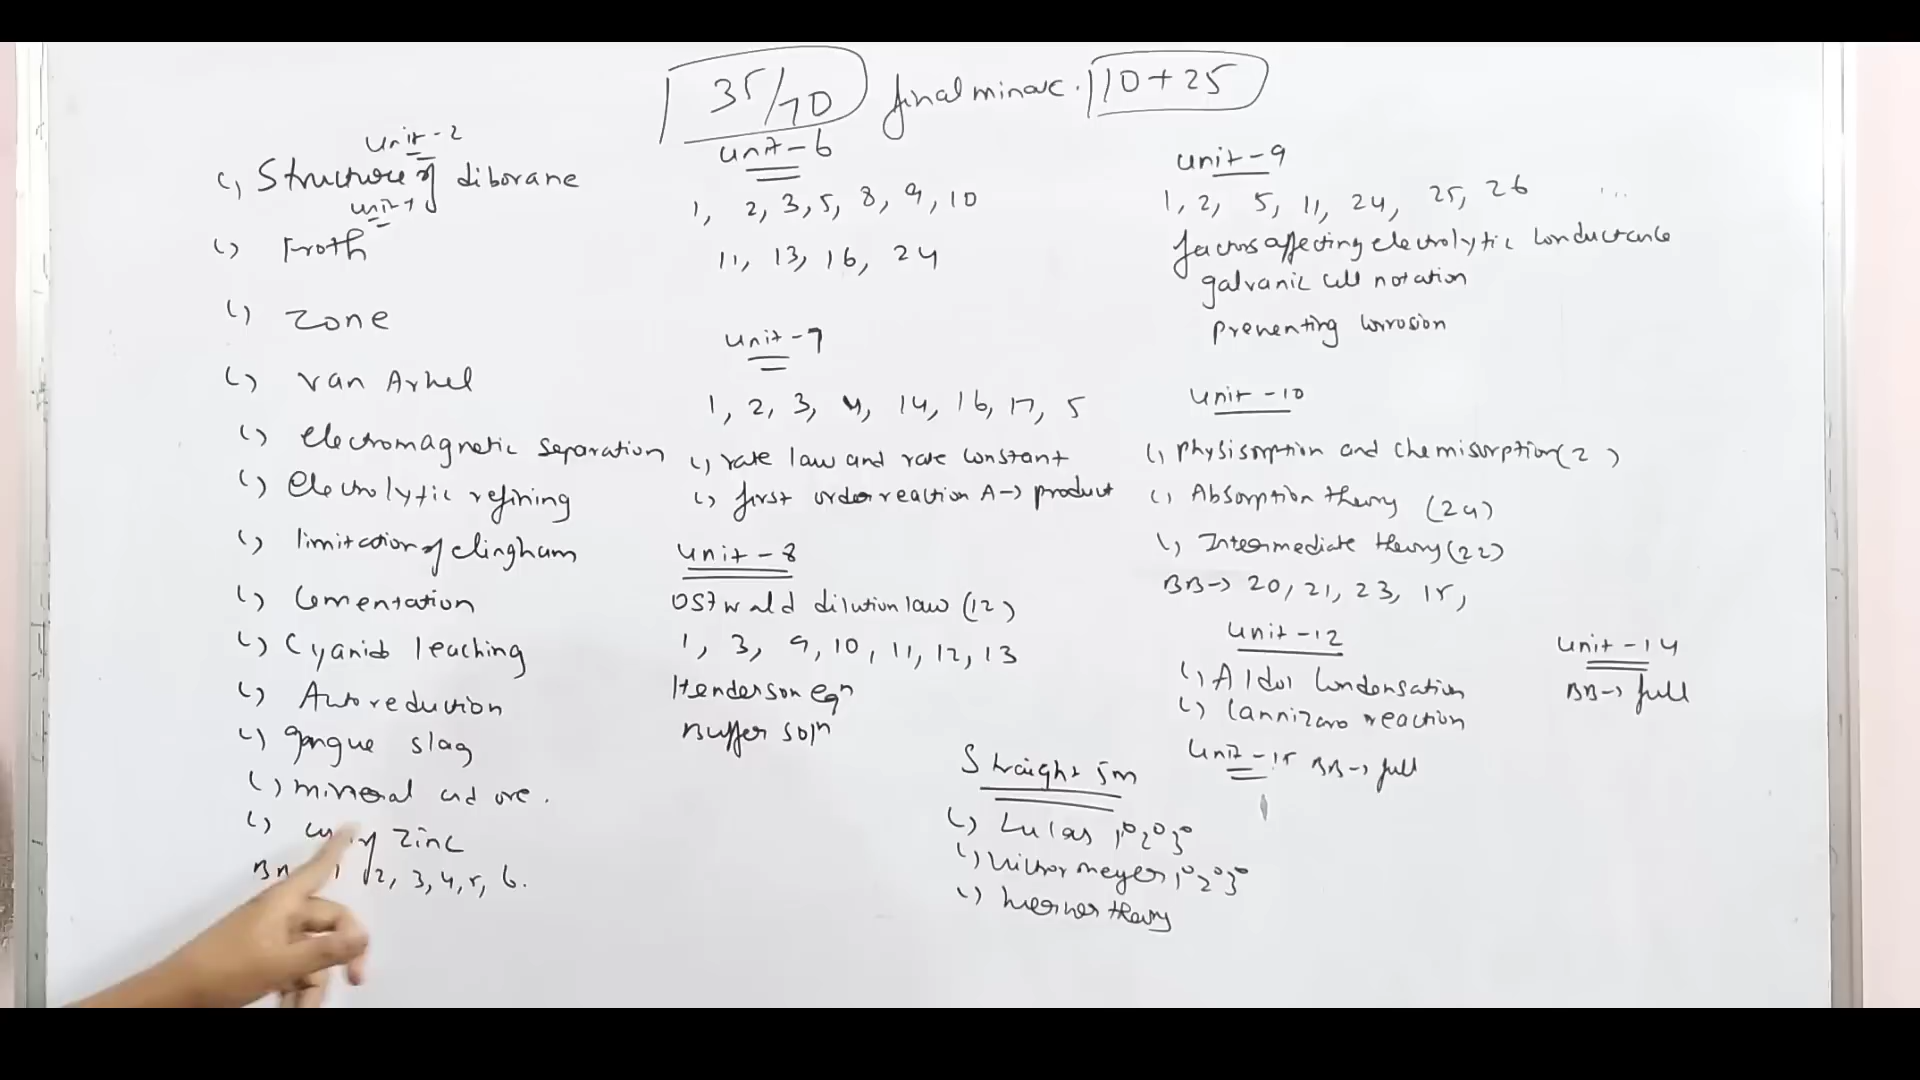 35/70 final minare. 10 + 25
unit-2
Structure of diborane
unit 1
Froth
Zone
van Arkel
electromagnetic separation
electrolytic refining
limitation of elingham
Cementation
Cyanide leaching
Auto reduction
gangue slag
mineral and ore.
Zinc
2, 3, 4, 5, 6.
unit-6
1, 2, 3, 5, 8, 9, 10
11, 13, 16, 24
unit-7
1, 2, 3, 4, 14, 16, 17, 5
rate law and rate constant
first order reaction A-> product
unit-8
Ostwald dilution law (12)
1, 3, 9, 10, 11, 12, 13
Henderson eqn
Buffer soln
unit-9
1, 2, 5, 11, 24, 25, 26 ...
factors affecting electrolytic conductance
galvanic cell notation
preventing corrosion
unit-10
physisorption and chemisorption (2)
Absorption theory (24)
Intermediate theory (22)
BB-> 20, 21, 23, 15,
unit-12
Aldol condensation
Cannizaro reaction
unit-15 BB-> full
unit-14
BB-> full
Straight 5m
Lucas 1° 2° 3°
victor meyer 1° 2° 3°
werner theory